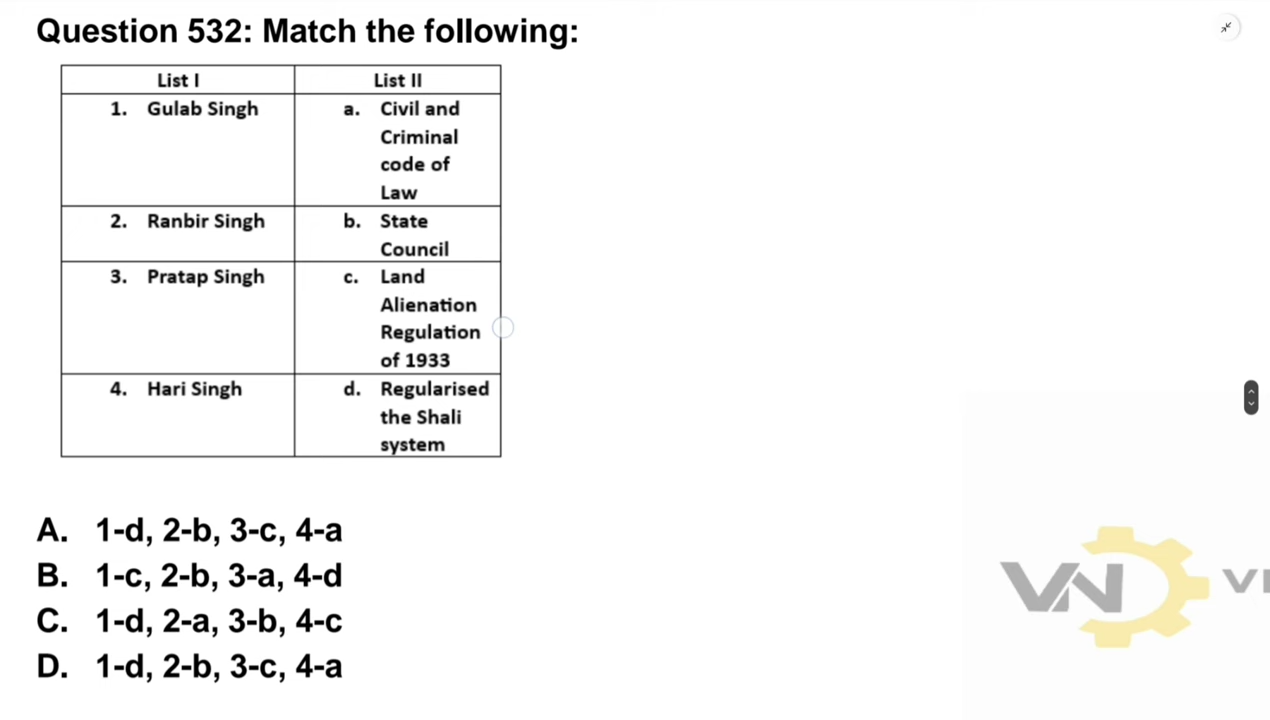 Question 532: Match the following:
List I List II
1. Gulab Singh a. Civil and
Criminal
code of
Law
2. Ranbir Singh b. State
Council
3. Pratap Singh c. Land
Alienation
Regulation
of 1933
4. Hari Singh d. Regularised
the Shali
system
A. 1-d, 2-b, 3-c, 4-a
B. 1-c, 2-b, 3-a, 4-d
C. 1-d, 2-a, 3-b, 4-c
D. 1-d, 2-b, 3-c, 4-a
VN